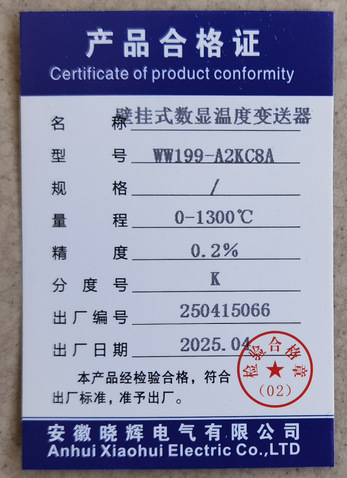 产品合格证
Certificate of product conformity
名称 壁挂式数显温度变送器
型号 WW199-A2KC8A
规格 /
量程 0-1300℃
精度 0.2%
分度号 K
出厂编号 250415066
出厂日期 2025.04
检验合格章
(02)
本产品经检验合格，符合
出厂标准，准予出厂。
安徽晓辉电气有限公司
Anhui Xiaohui Electric Co.,LTD